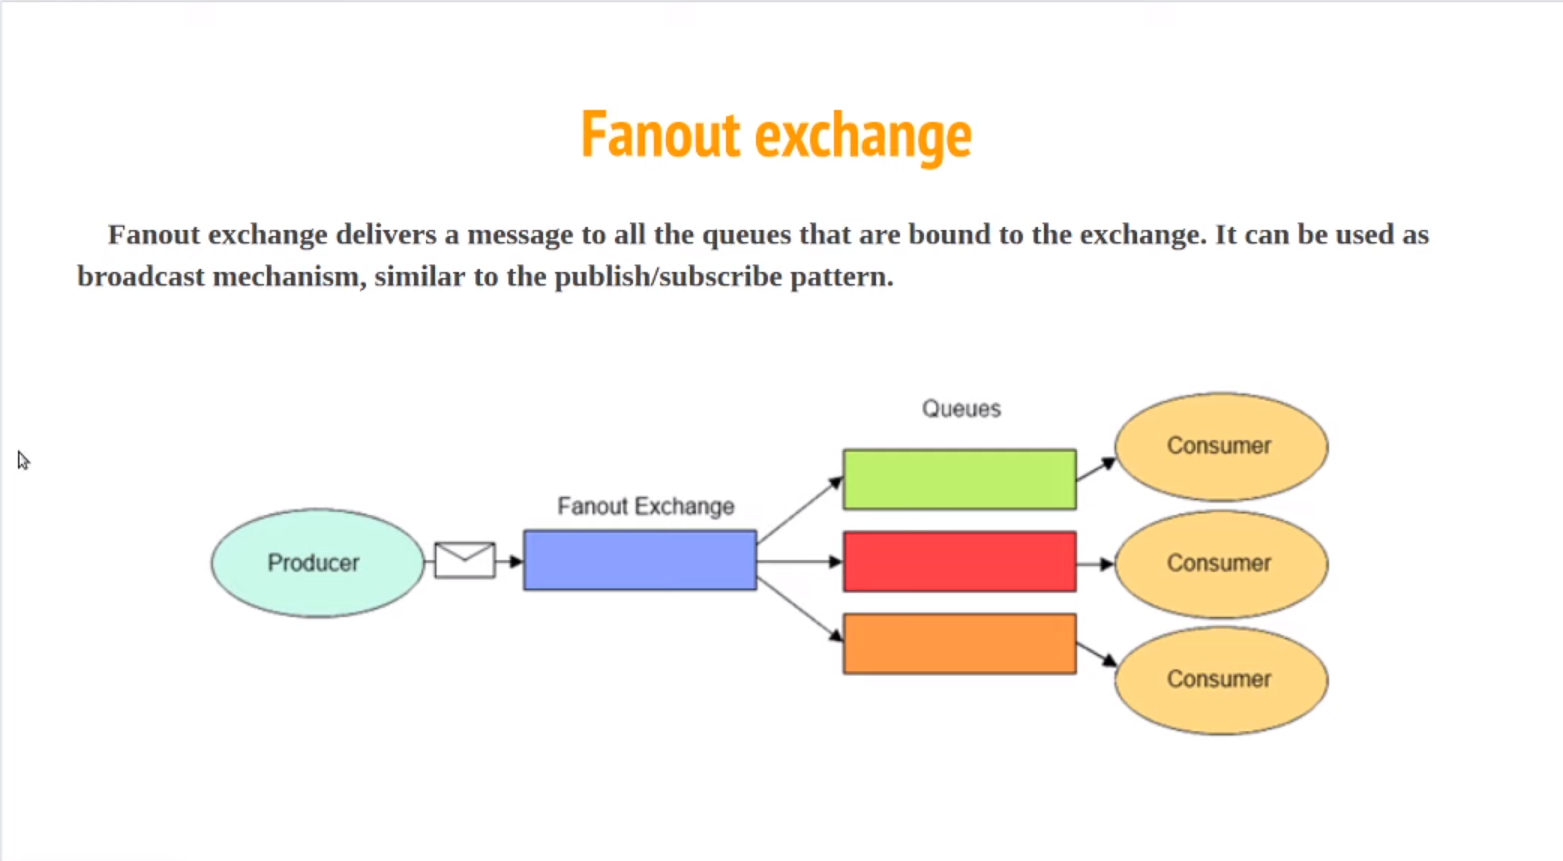 Fanout exchange
Fanout exchange delivers a message to all the queues that are bound to the exchange. It can be used as
broadcast mechanism, similar to the publish/subscribe pattern.
Queues
Consumer
Fanout Exchange
Producer
Consumer
Consumer